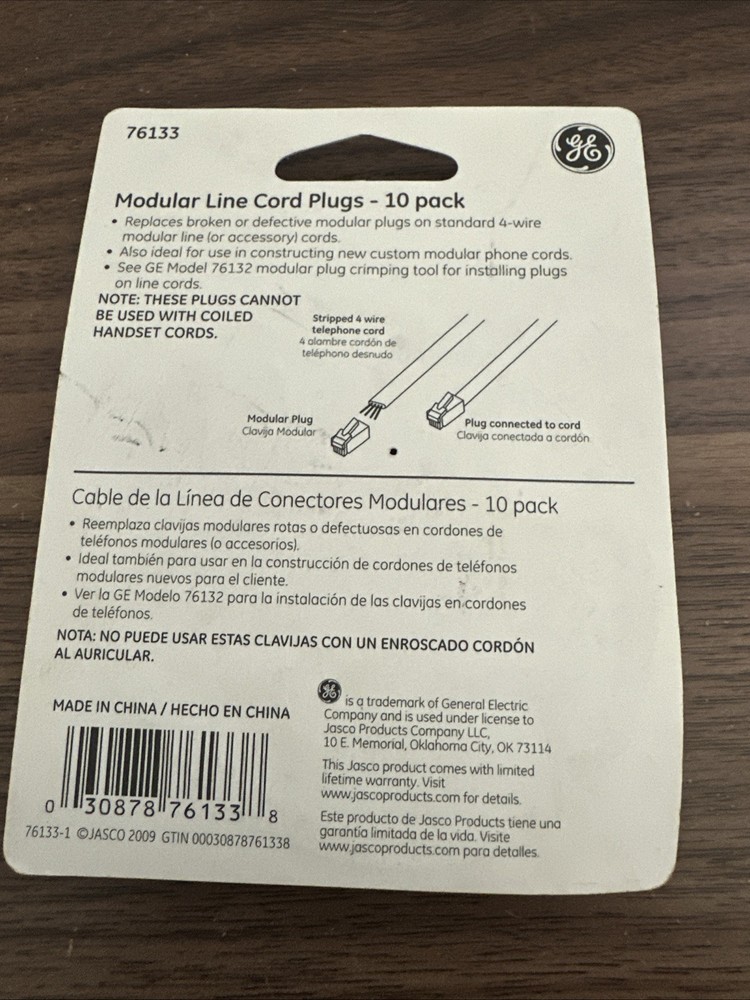 76133
GE
Modular Line Cord Plugs - 10 pack
• Replaces broken or defective modular plugs on standard 4-wire
modular line (or accessory) cords.
• Also ideal for use in constructing new custom modular phone cords.
• See GE Model 76132 modular plug crimping tool for installing plugs
on line cords.
NOTE: THESE PLUGS CANNOT
BE USED WITH COILED
HANDSET CORDS.
Stripped 4 wire
telephone cord
4 alambre cordón de
teléphono desnudo
Modular Plug
Clavija Modular
Plug connected to cord
Clavija conectada a cordón
Cable de la Línea de Conectores Modulares - 10 pack
• Reemplaza clavijas modulares rotas o defectuosas en cordones de
teléfonos modulares (o accesorios).
• Ideal también para usar en la construcción de cordones de teléfonos
modulares nuevos para el cliente.
• Ver la GE Modelo 76132 para la instalación de las clavijas en cordones
de teléfonos.
NOTA: NO PUEDE USAR ESTAS CLAVIJAS CON UN ENROSCADO CORDÓN
AL AURICULAR.
MADE IN CHINA / HECHO EN CHINA
0 30878 76133 8
76133-1 ©JASCO 2009 GTIN 00030878761338
GE is a trademark of General Electric
Company and is used under license to
Jasco Products Company LLC,
10 E. Memorial, Oklahoma City, OK 73114
This Jasco product comes with limited
lifetime warranty. Visit
www.jascoproducts.com for details.
Este producto de Jasco Products tiene una
garantía limitada de la vida. Visite
www.jascoproducts.com para detalles.